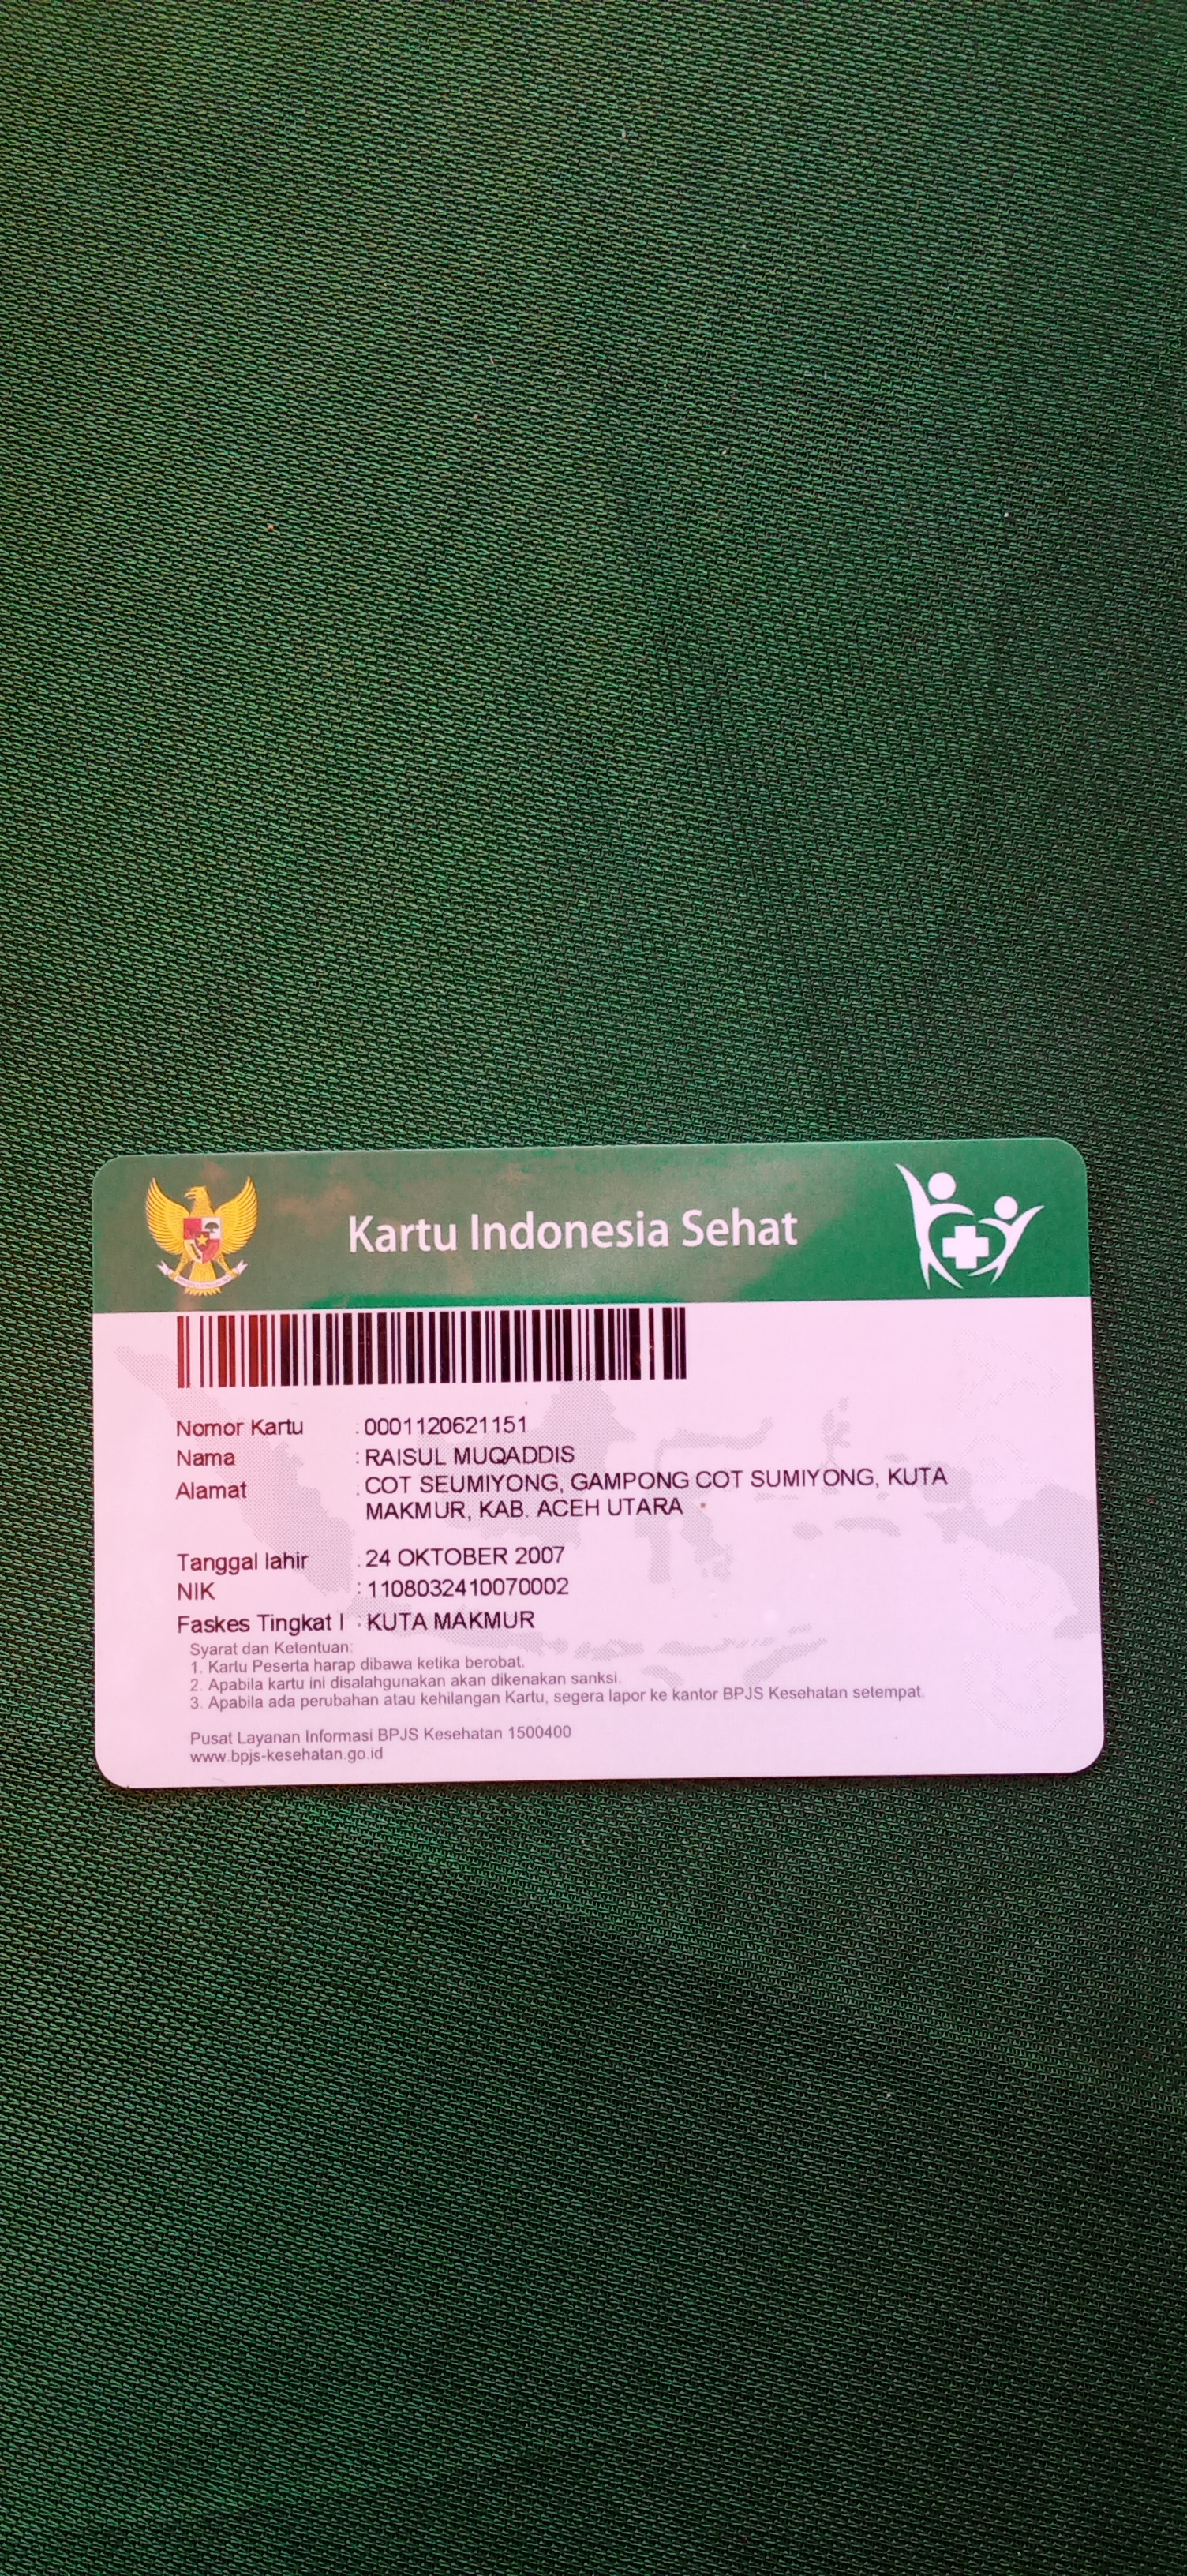 Kartu Indonesia Sehat
Nomor Kartu : 0001120621151
Nama : RAISUL MUQADDIS
Alamat : COT SEUMIYONG, GAMPONG COT SUMIYONG, KUTA
MAKMUR, KAB. ACEH UTARA
Tanggal lahir : 24 OKTOBER 2007
NIK : 1108032410070002
Faskes Tingkat I : KUTA MAKMUR
Syarat dan Ketentuan:
1. Kartu Peserta harap dibawa ketika berobat.
2. Apabila kartu ini disalahgunakan akan dikenakan sanksi.
3. Apabila ada perubahan atau kehilangan Kartu, segera lapor ke kantor BPJS Kesehatan setempat.
Pusat Layanan Informasi BPJS Kesehatan 1500400
www.bpjs-kesehatan.go.id